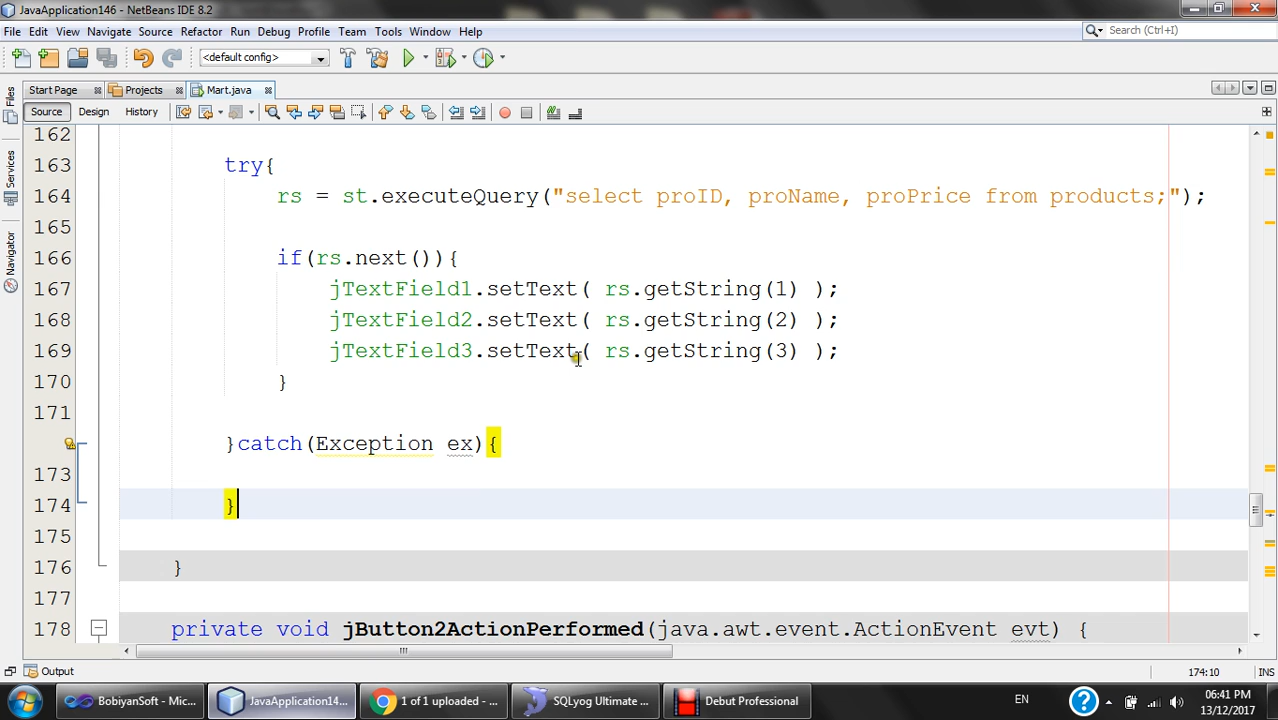 JavaApplication146 - NetBeans IDE 8.2
File Edit View Navigate Source Refactor Run Debug Profile Team Tools Window Help
Search (Ctrl+I)
<default config>
Start Page Projects Mart.java
Source Design History
Files
Services
Navigator
162
163 try{
164 rs = st.executeQuery("select proID, proName, proPrice from products;");
165
166 if(rs.next()){
167 jTextField1.setText( rs.getString(1) );
168 jTextField2.setText( rs.getString(2) );
169 jTextField3.setText( rs.getString(3) );
170 }
171
}catch(Exception ex){
173
174 }
175
176 }
177
178 private void jButton2ActionPerformed(java.awt.event.ActionEvent evt) {
Output
174:10 INS
BobiyanSoft - Mic... JavaApplication14... 1 of 1 uploaded - ... SQLyog Ultimate ... Debut Professional
EN
06:41 PM
13/12/2017